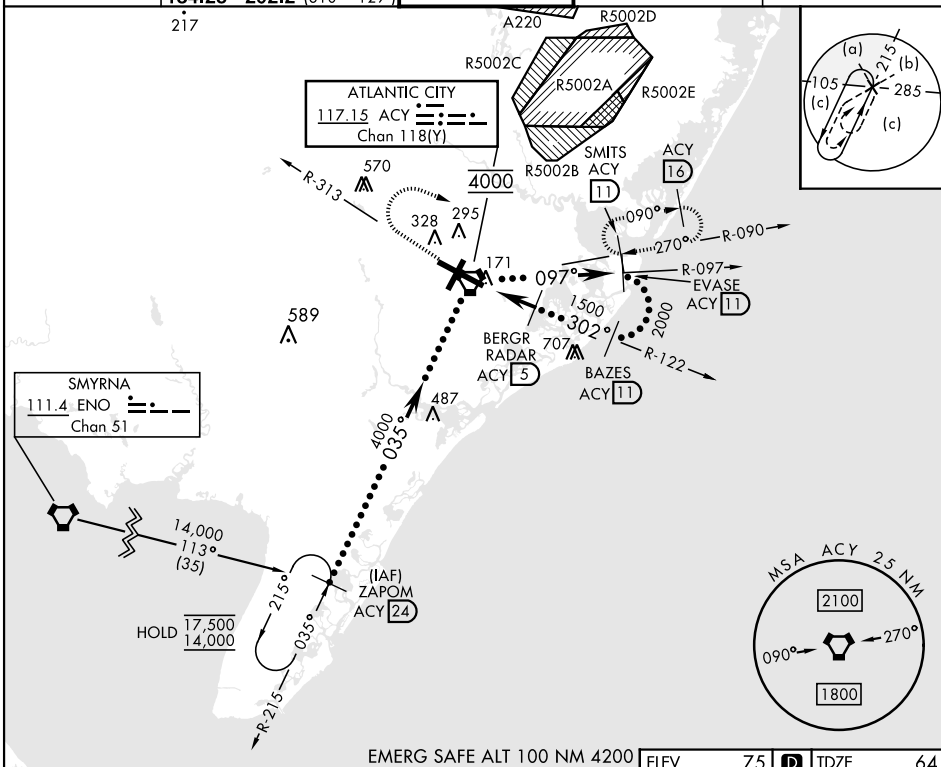 217
A220
R5002D
R5002C
R5002A
R5002E
R5002B
(a)
215
(b)
105
285
(c)
(c)
ATLANTIC CITY
117.15 ACY
Chan 118(Y)
SMITS
ACY
11
ACY
16
R-313
570
4000
328
295
090°
270°
R-090
171
097°
R-097
EVASE
ACY 11
1500
302°
2000
589
BERGR
RADAR
ACY 5
707
BAZES
ACY 11
R-122
SMYRNA
111.4 ENO
Chan 51
487
4000
035°
14,000
113°
(35)
(IAF)
ZAPOM
ACY 24
215°
035°
HOLD 17,500
14,000
R-215
MSA ACY 25 NM
2100
090°
270°
1800
EMERG SAFE ALT 100 NM 4200
ELEV 75 D TDZE 64